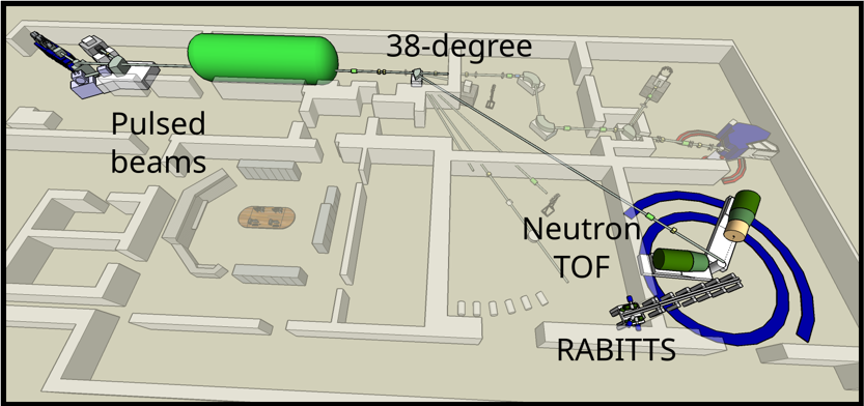 38-degree
Pulsed
beams
Neutron
TOF
RABITTS